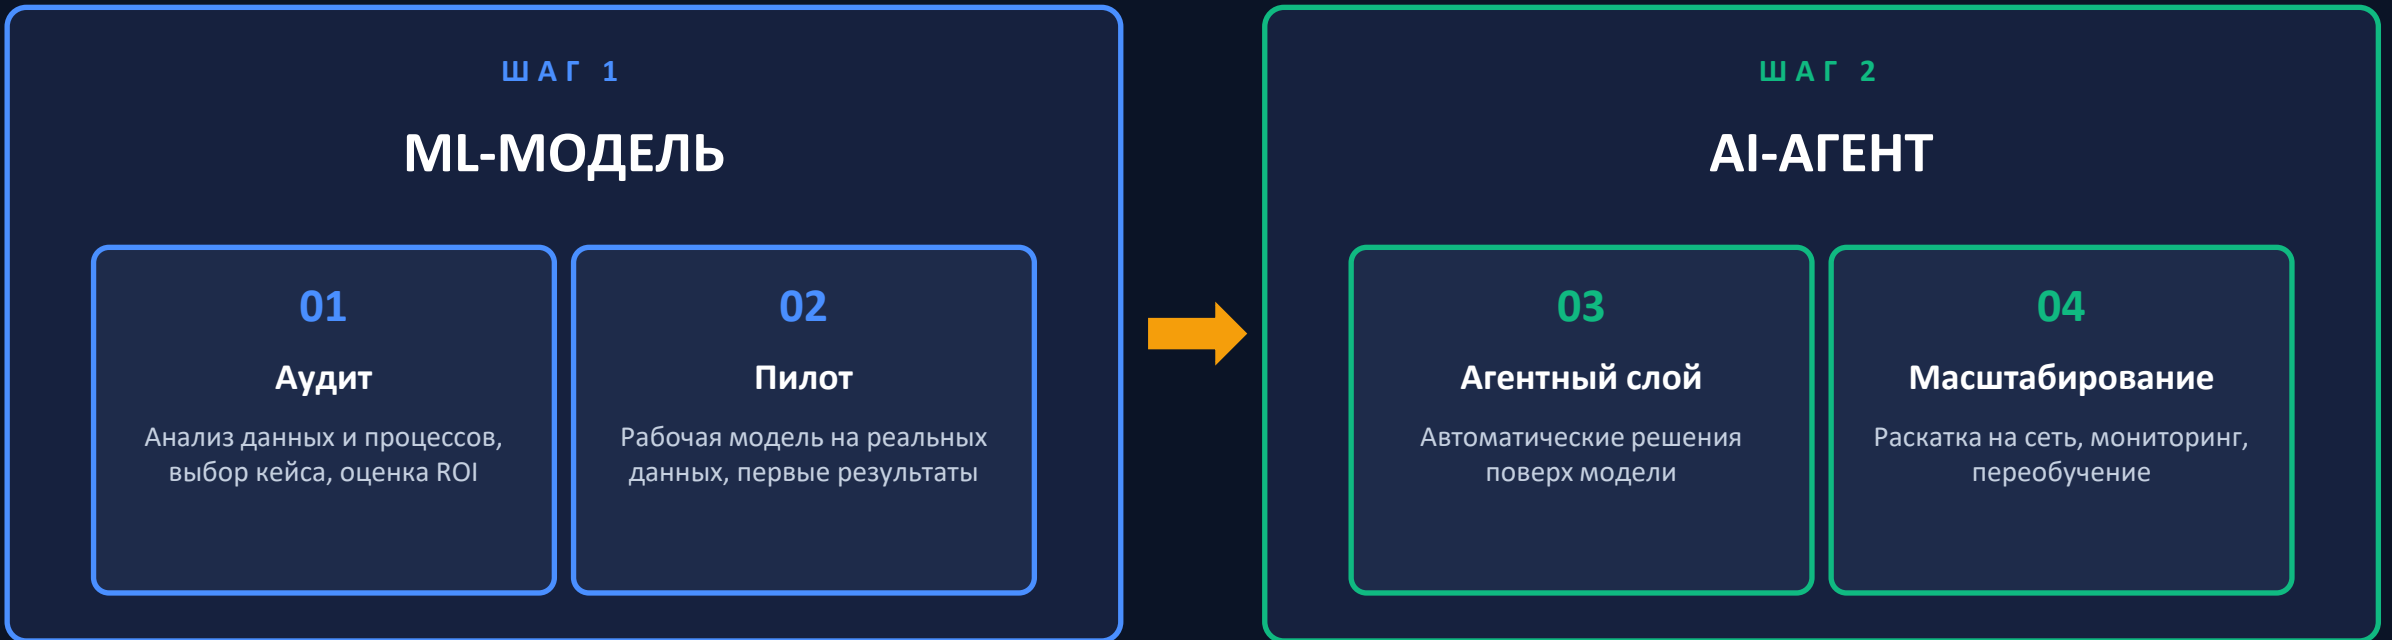 ШАГ 1
ML-МОДЕЛЬ
01
Аудит
Анализ данных и процессов,
выбор кейса, оценка ROI
02
Пилот
Рабочая модель на реальных
данных, первые результаты
ШАГ 2
AI-АГЕНТ
03
Агентный слой
Автоматические решения
поверх модели
04
Масштабирование
Раскатка на сеть, мониторинг,
переобучение